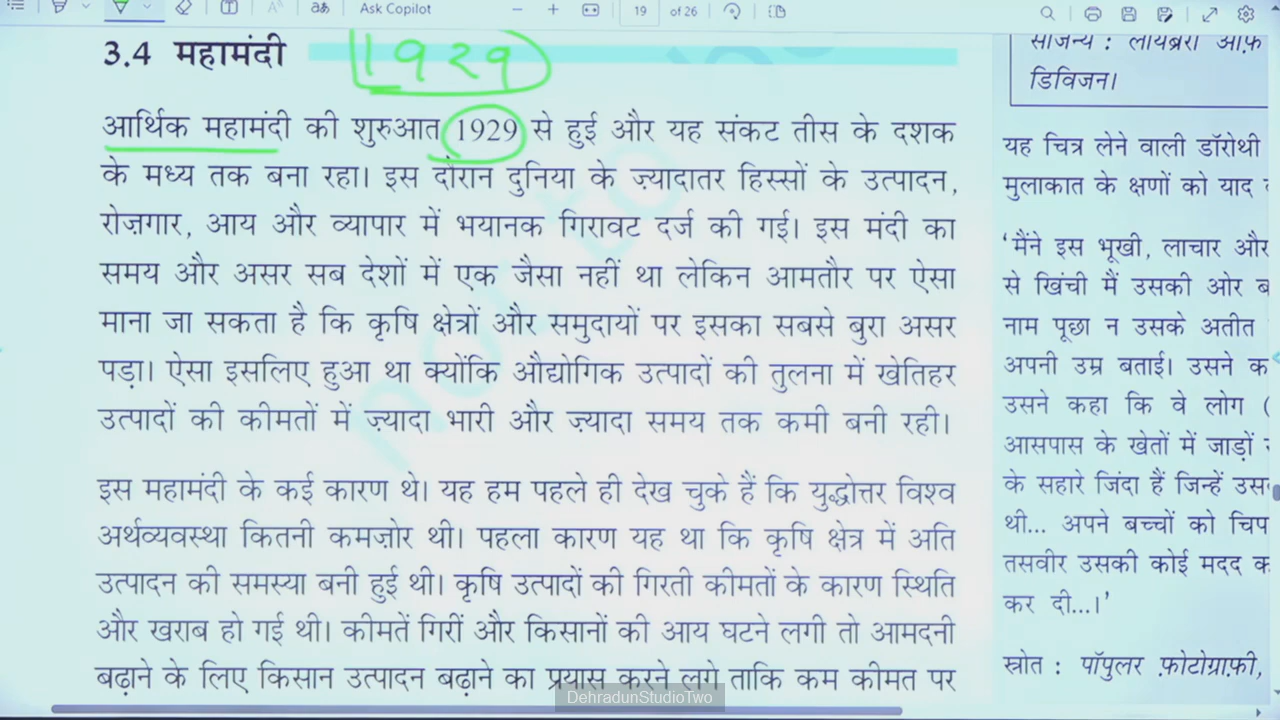 Ask Copilot
19 of 26
3.4 महामंदी
1929
आर्थिक महामंदी की शुरुआत 1929 से हुई और यह संकट तीस के दशक
के मध्य तक बना रहा। इस दौरान दुनिया के ज्यादातर हिस्सों के उत्पादन,
रोज़गार, आय और व्यापार में भयानक गिरावट दर्ज की गई। इस मंदी का
समय और असर सब देशों में एक जैसा नहीं था लेकिन आमतौर पर ऐसा
माना जा सकता है कि कृषि क्षेत्रों और समुदायों पर इसका सबसे बुरा असर
पड़ा। ऐसा इसलिए हुआ था क्योंकि औद्योगिक उत्पादों की तुलना में खेतिहर
उत्पादों की कीमतों में ज़्यादा भारी और ज़्यादा समय तक कमी बनी रही।
इस महामंदी के कई कारण थे। यह हम पहले ही देख चुके हैं कि युद्धोत्तर विश्व
अर्थव्यवस्था कितनी कमज़ोर थी। पहला कारण यह था कि कृषि क्षेत्र में अति
उत्पादन की समस्या बनी हुई थी। कृषि उत्पादों की गिरती कीमतों के कारण स्थिति
और खराब हो गई थी। कीमतें गिरीं और किसानों की आय घटने लगी तो आमदनी
बढ़ाने के लिए किसान उत्पादन बढ़ाने का प्रयास करने लगे ताकि कम कीमत पर
सौजन्य : लायब्रेरी ऑफ़
डिविजन।
यह चित्र लेने वाली डॉरोथी
मुलाकात के क्षणों को याद
‘मैंने इस भूखी, लाचार और
से खिंची मैं उसकी ओर
नाम पूछा न उसके अतीत
अपनी उम्र बताई। उसने
उसने कहा कि वे लोग (
आसपास के खेतों में जाड़ों
के सहारे जिंदा हैं जिन्हें
थी... अपने बच्चों को
तसवीर उसकी कोई मदद
कर दी...।’
स्रोत : पॉपुलर फ़ोटोग्राफ़ी,
DehradunStudioTwo